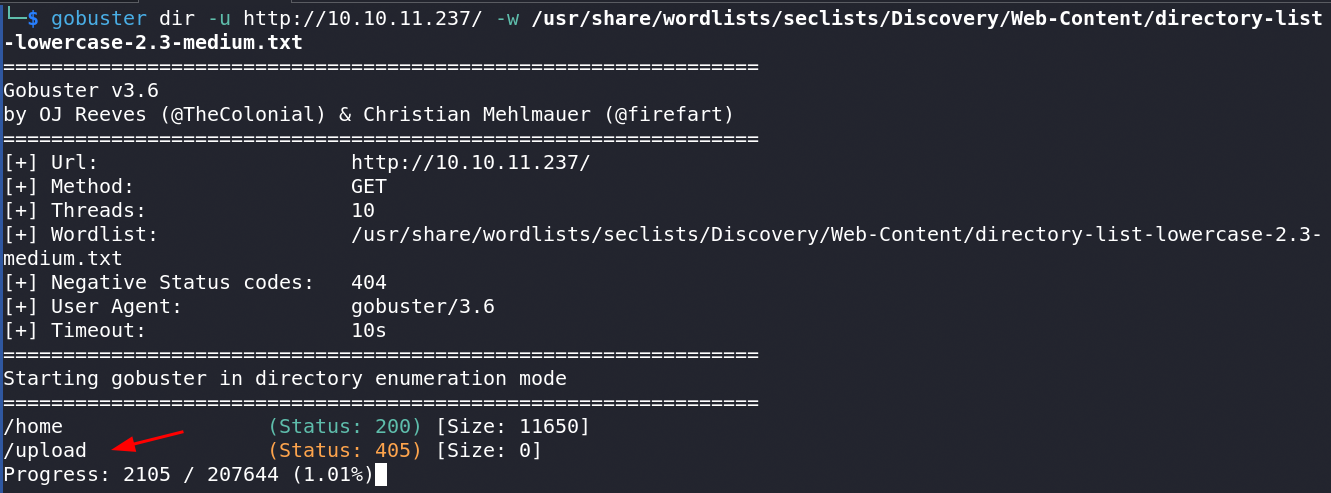 └─$ gobuster dir -u http://10.10.11.237/ -w /usr/share/wordlists/seclists/Discovery/Web-Content/directory-list
-lowercase-2.3-medium.txt
===============================================================
Gobuster v3.6
by OJ Reeves (@TheColonial) & Christian Mehlmauer (@firefart)
===============================================================
[+] Url:                     http://10.10.11.237/
[+] Method:                  GET
[+] Threads:                 10
[+] Wordlist:                /usr/share/wordlists/seclists/Discovery/Web-Content/directory-list-lowercase-2.3-
medium.txt
[+] Negative Status codes:   404
[+] User Agent:              gobuster/3.6
[+] Timeout:                 10s
===============================================================
Starting gobuster in directory enumeration mode
===============================================================
/home                 (Status: 200) [Size: 11650]
/upload               (Status: 405) [Size: 0]
Progress: 2105 / 207644 (1.01%)